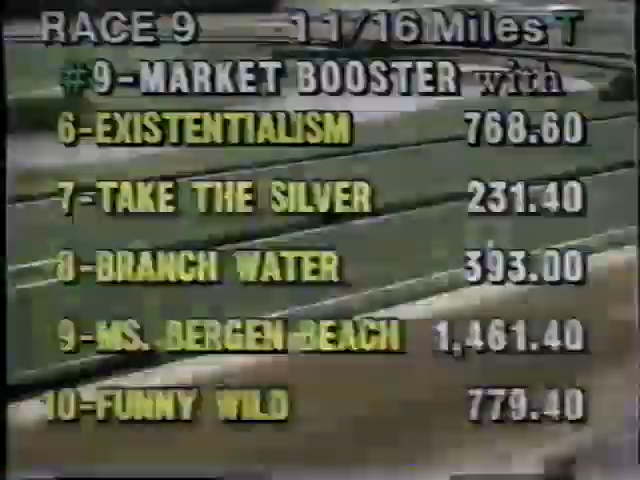 RACE 9 1 1/16 Miles T
#9-MARKET BOOSTER with
6-EXISTENTIALISM 768.60
7-TAKE THE SILVER 231.40
8-BRANCH WATER 393.00
9-MS. BERGEN BEACH 1,461.40
10-FUNNY WILD 779.40